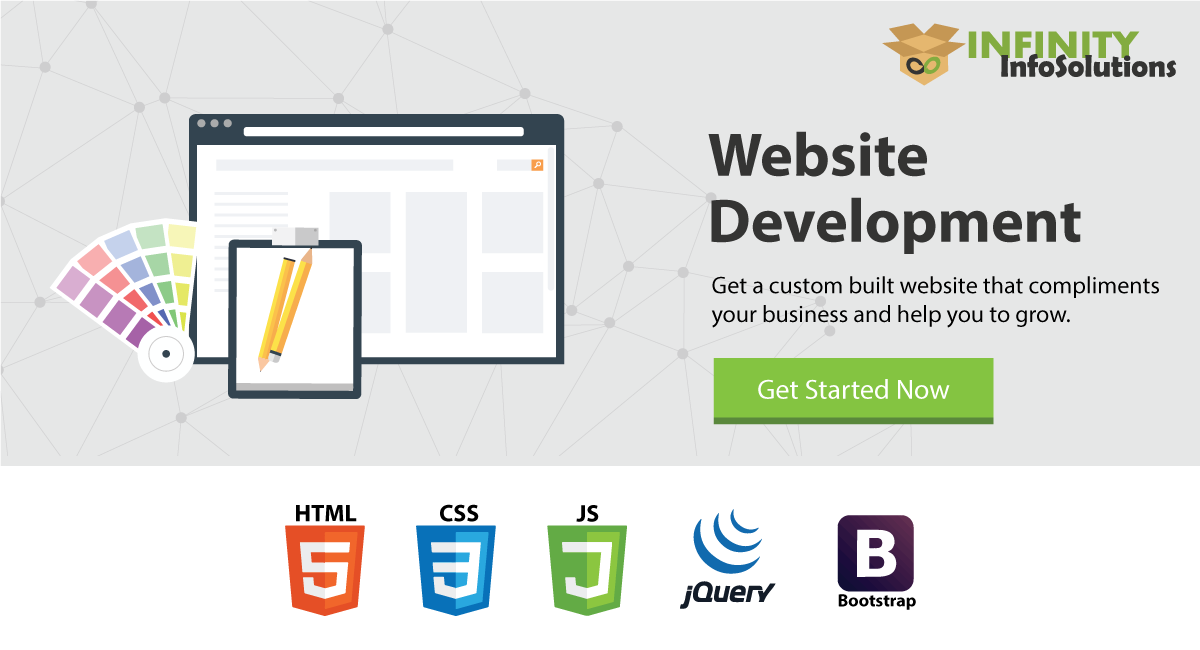 INFINITY
InfoSolutions
Website
Development
Get a custom built website that compliments
your business and help you to grow.
Get Started Now
HTML
CSS
JS
5
3
J
jQuery
B
Bootstrap